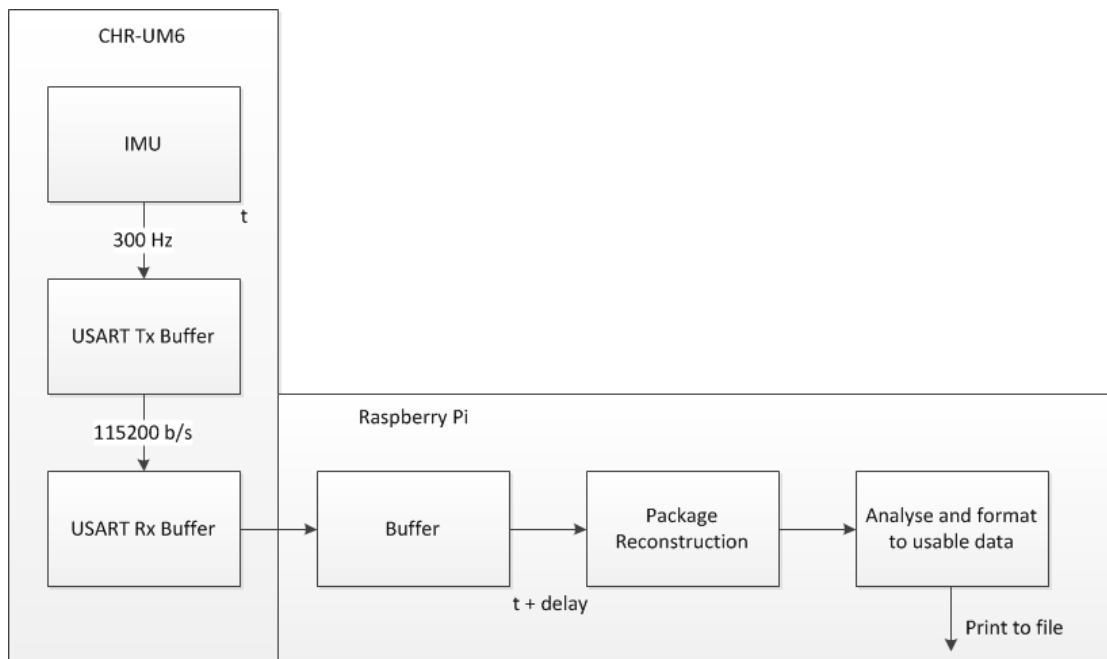 CHR-UM6
IMU
t
300 Hz
USART Tx Buffer
115200 b/s
Raspberry Pi
USART Rx Buffer
Buffer
t + delay
Package
Reconstruction
Analyse and format
to usable data
Print to file